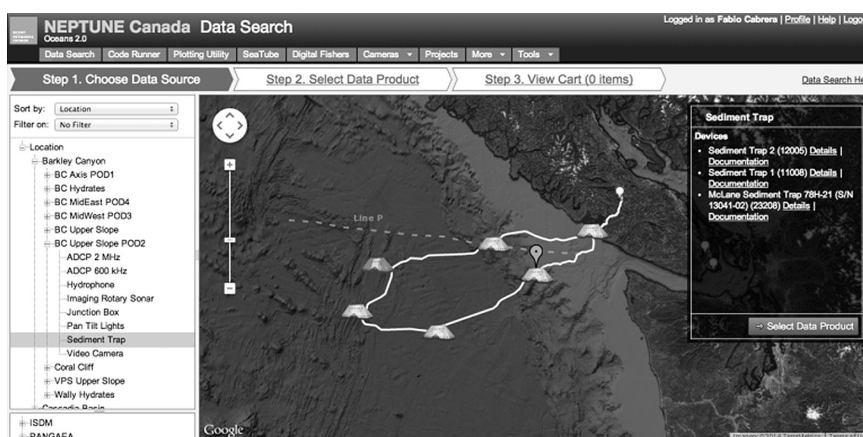 NEPTUNE Canada Data Search
Oceans 2.0
Logged in as Fabio Cabrera | Profile | Help | Logo
Data Search Code Runner Plotting Utility SeaTube Digital Fishers Cameras Projects More Tools
Step 1. Choose Data Source Step 2. Select Data Product Step 3. View Cart (0 items) Data Search He
Sort by: Location
Filter on: No Filter
Location
Barkley Canyon
BC Axis POD1
BC Hydrates
BC MidEast POD4
BC MidWest POD3
BC Upper Slope
BC Upper Slope POD2
ADCP 2 MHz
ADCP 600 kHz
Hydrophone
Imaging Rotary Sonar
Junction Box
Pan Tilt Lights
Sediment Trap
Video Camera
Coral Cliff
VPS Upper Slope
Wally Hydrates
Cascadia Basin
ISDM
PANGAEA
Line P
Google
Sediment Trap
Devices
Sediment Trap 2 (12005) Details |
Documentation
Sediment Trap 1 (11008) Details |
Documentation
McLane Sediment Trap 78H-21 (S/N
13041-02) (23208) Details |
Documentation
Select Data Product